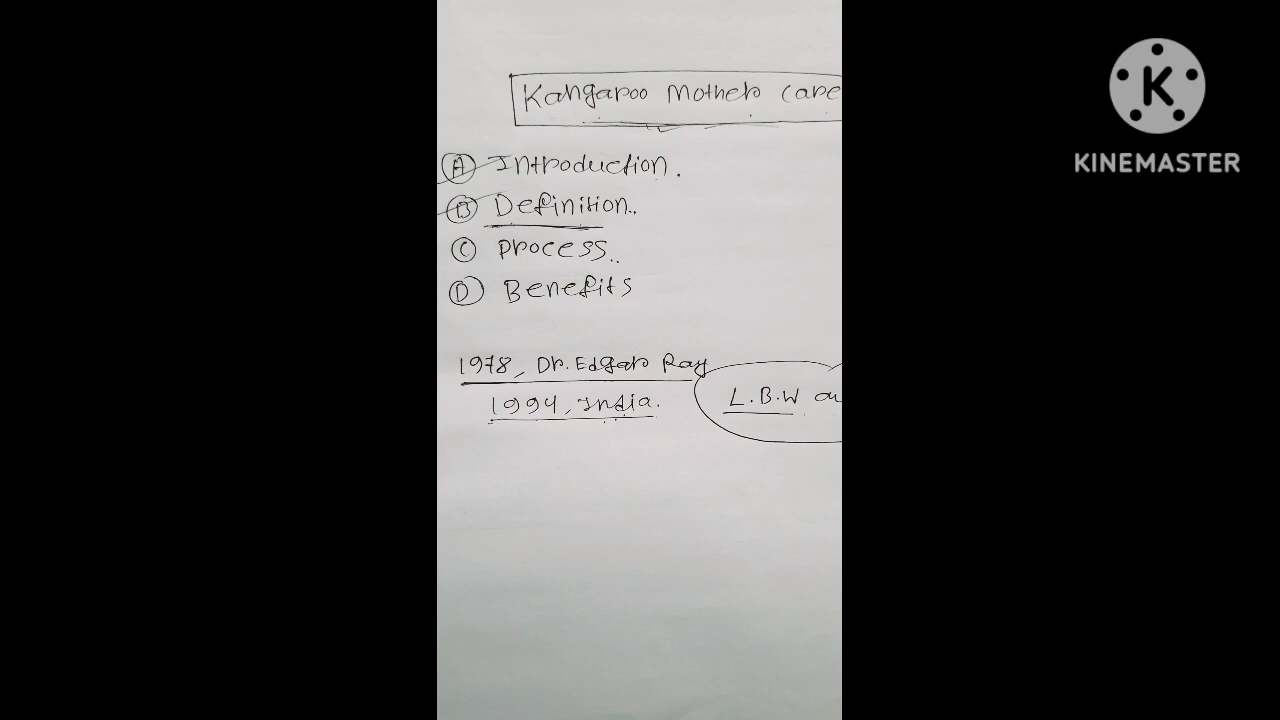 Kangaroo Mother Care
A Introduction.
B Definition..
C Process..
D Benefits
1978, Dr. Edgar Ray
1994, India.
L.B.W
K
KINEMASTER